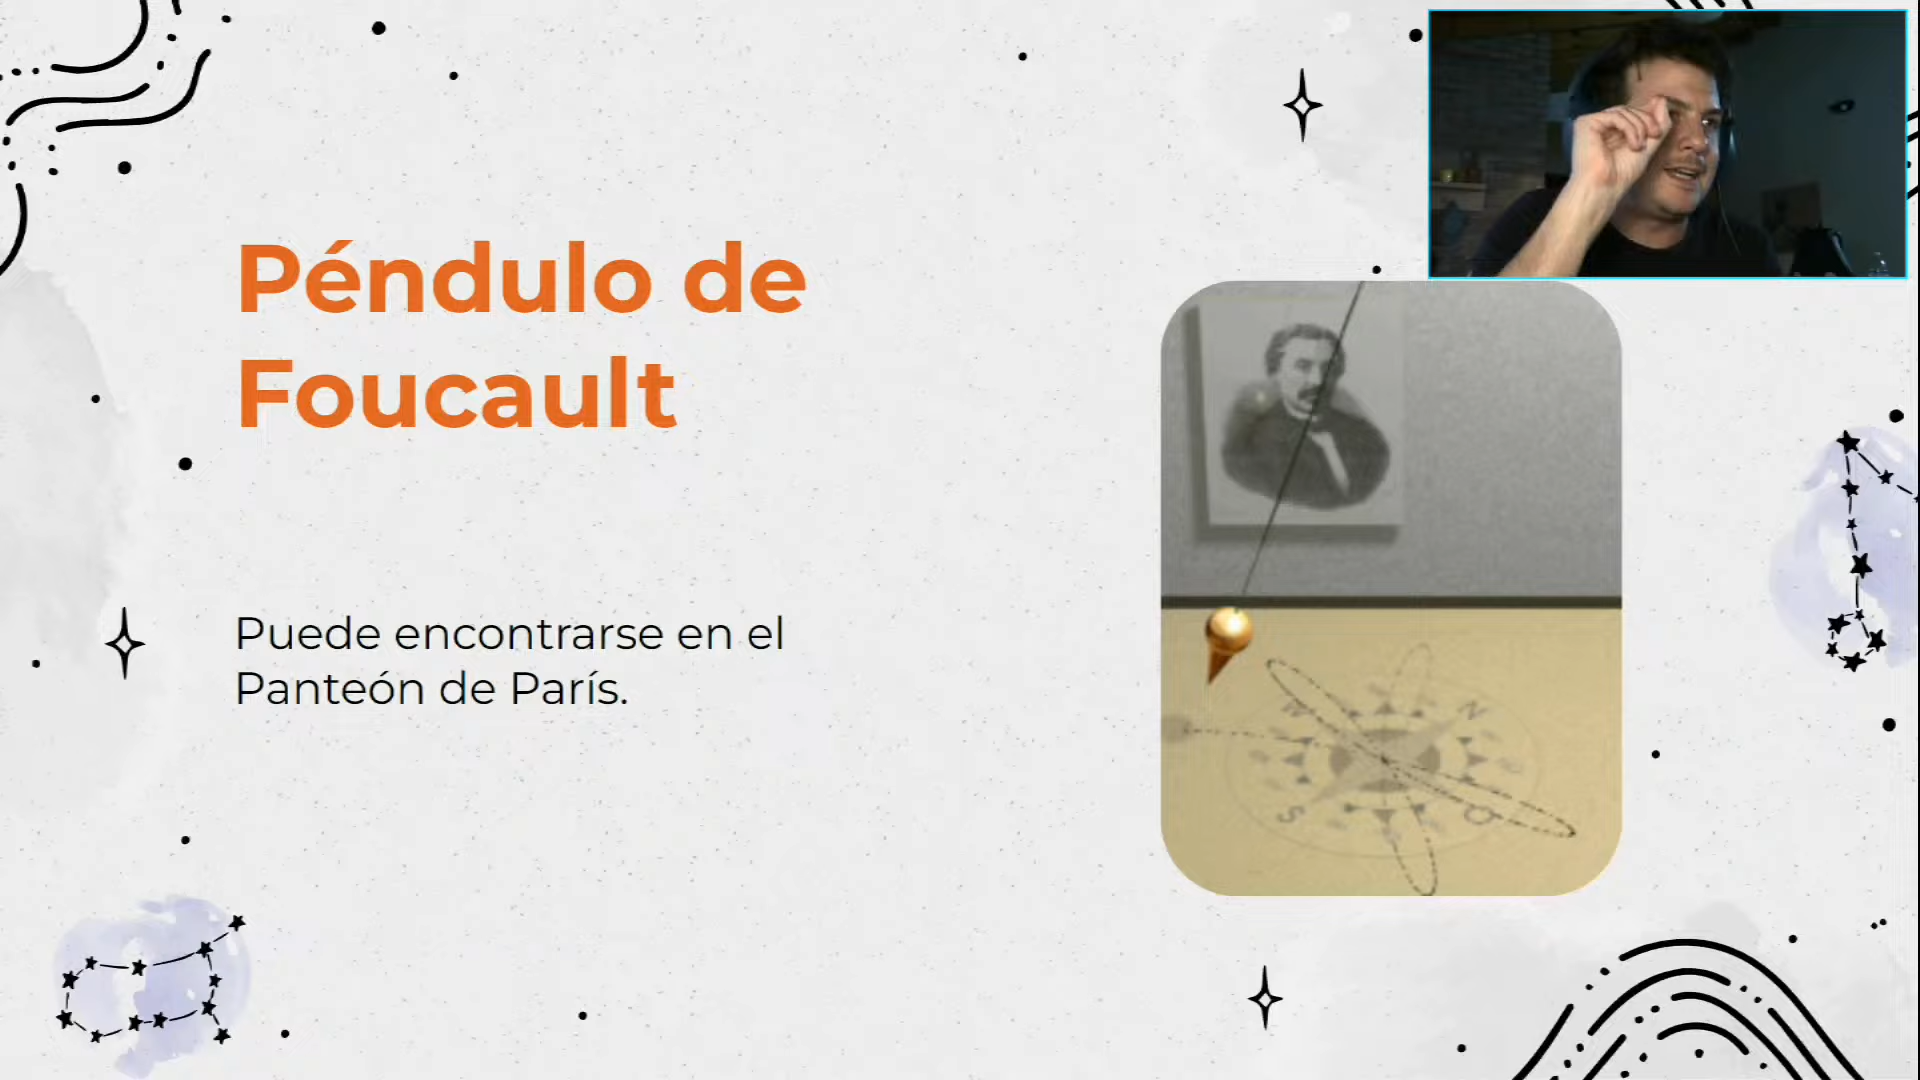 Péndulo de
Foucault
Puede encontrarse en el
Panteón de París.
W
N
S
O